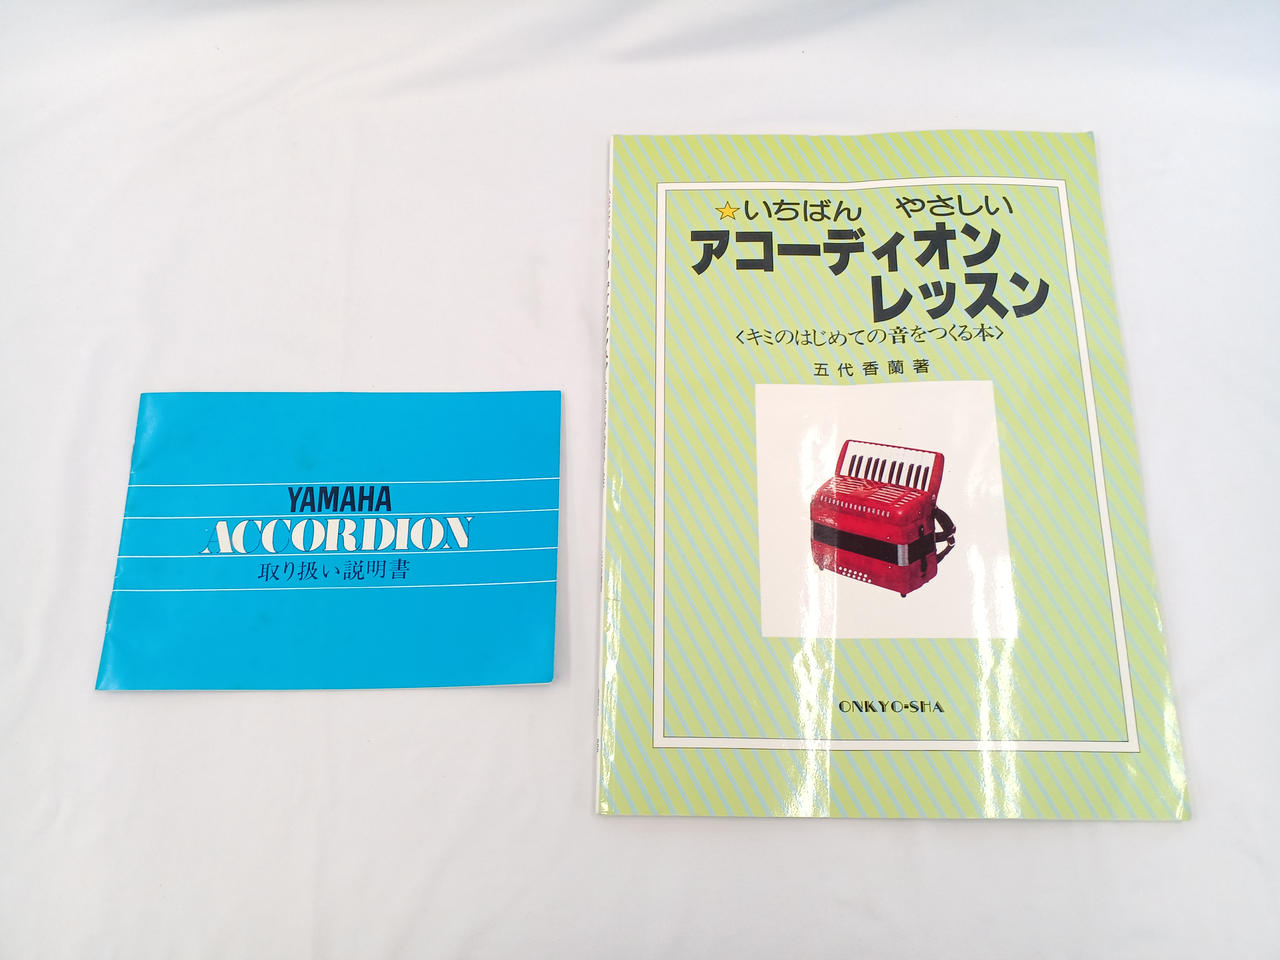 YAMAHA
ACCORDION
取り扱い説明書
★いちばん やさしい
アコーディオン
レッスン
〈キミのはじめての音をつくる本〉
五代香蘭著
ONKYO-SHA